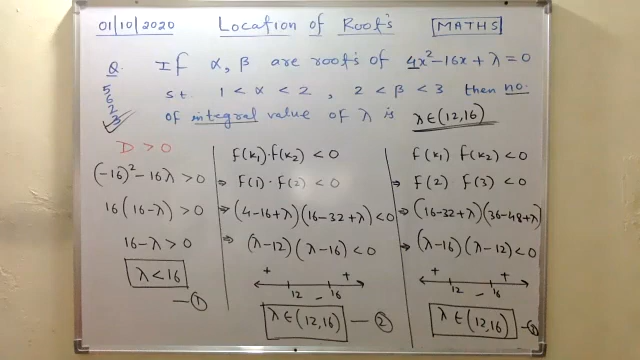 01/10/2020 Location of Roots MATHS
Q. If α, β are roots of 4x²-16x+λ=0
s.t. 1<α<2, 2<β<3 then no.
of integral value of λ is λ∈(12,16)
5
6
2
3
D>0
(-16)²-16λ>0
16(16-λ)>0
16-λ>0
λ<16
—①
f(k₁).f(k₂)<0
⇒ f(1).f(2)<0
⇒ (4-16+λ)(16-32+λ)<0
⇒ (λ-12)(λ-16)<0
+ - +
12 16
λ∈(12,16) —②
f(k₁) f(k₂)<0
⇒ f(2) f(3)<0
⇒ (16-32+λ)(36-48+λ)
⇒ (λ-16)(λ-12)<0
+ - +
12 16
λ∈(12,16)